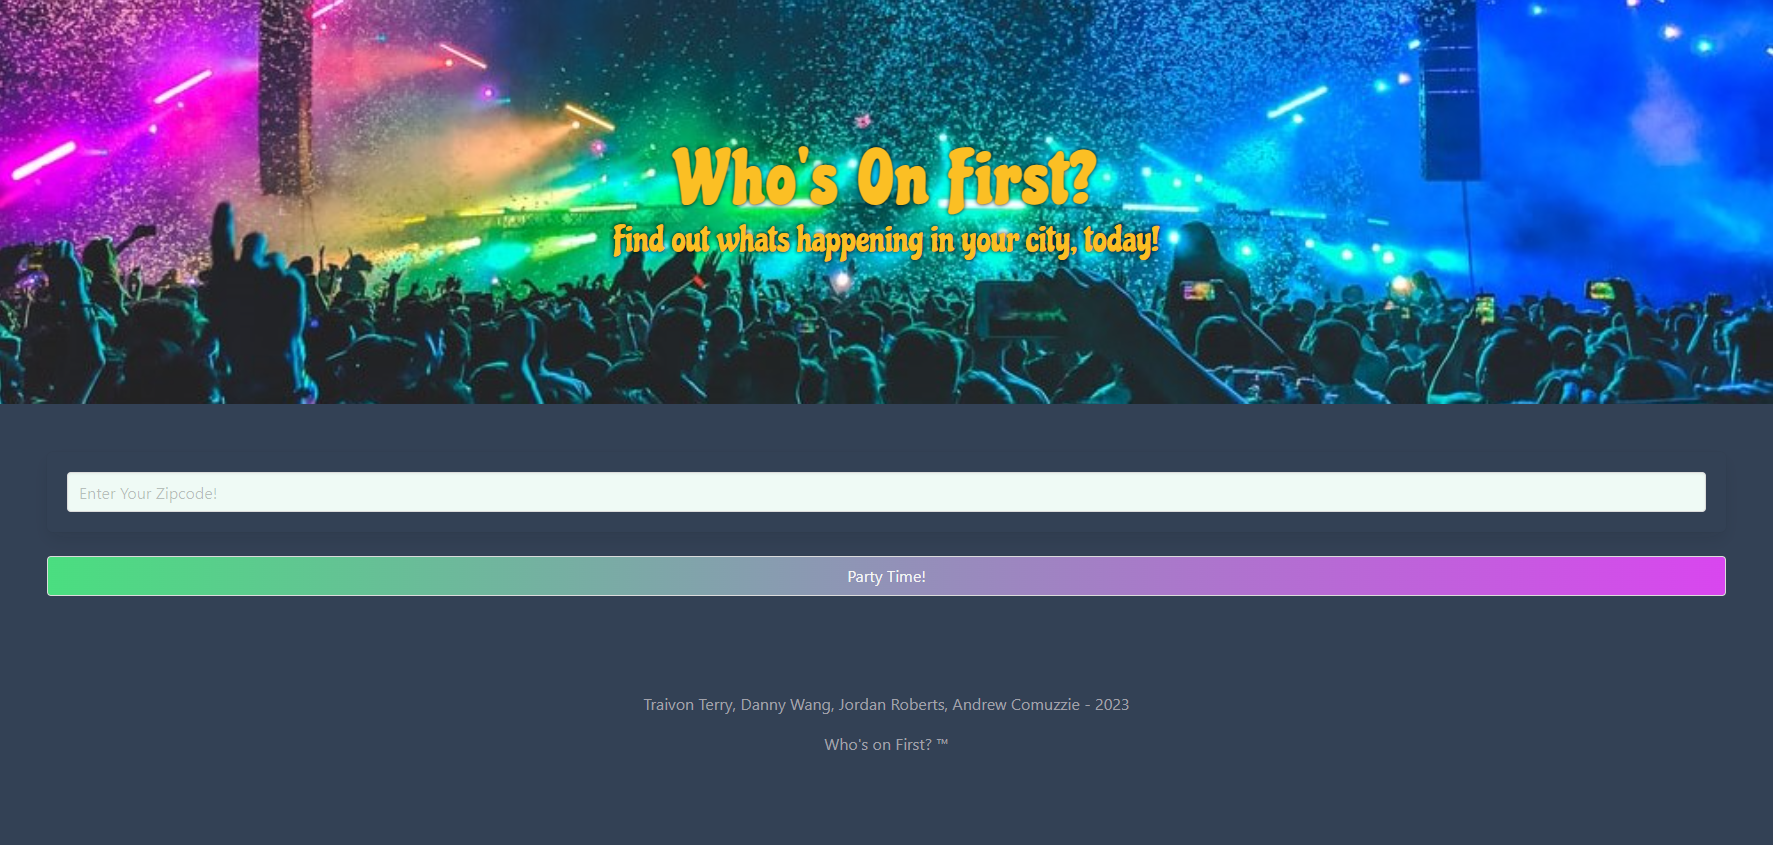 Who's On First?
Find out whats happening in your city, today!
Enter Your Zipcode!
Party Time!
Traivon Terry, Danny Wang, Jordan Roberts, Andrew Comuzzie - 2023
Who's on First? ™